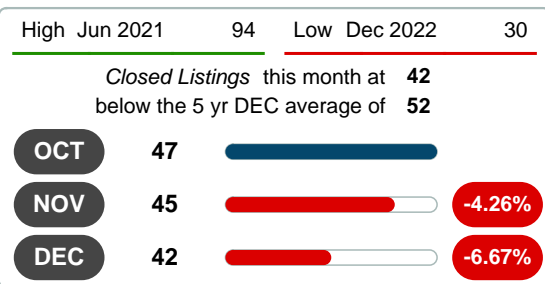 High Jun 2021 94 Low Dec 2022 30
Closed Listings this month at 42
below the 5 yr DEC average of 52
OCT 47
NOV 45 -4.26%
DEC 42 -6.67%